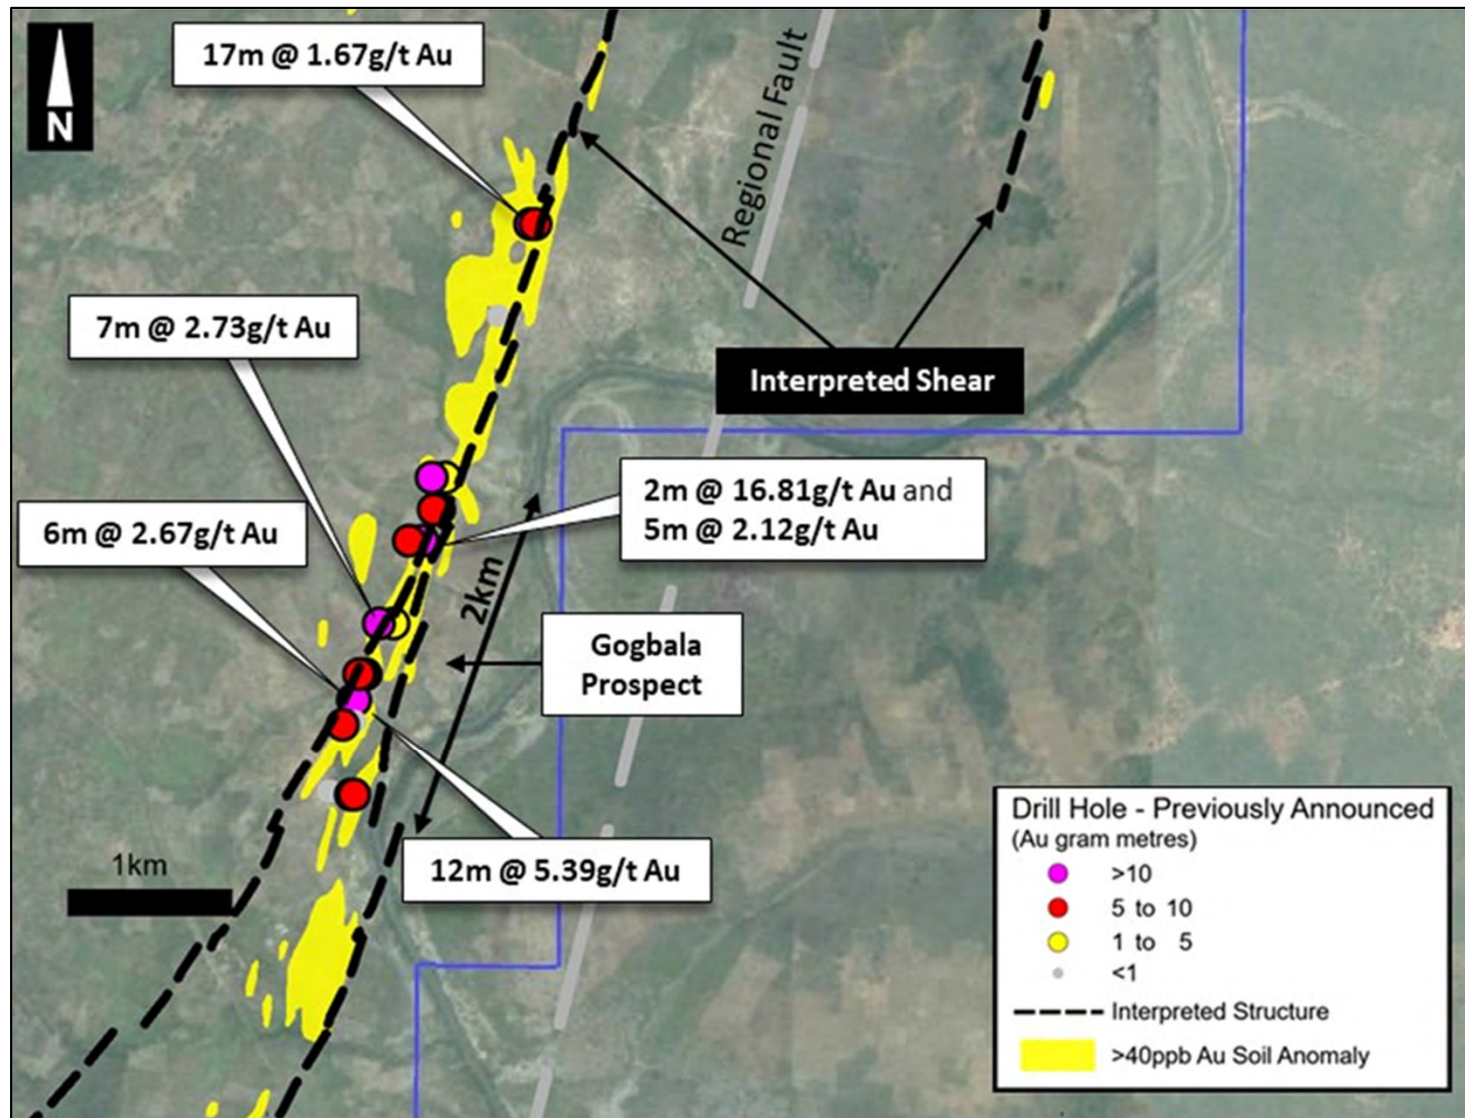 N
17m @ 1.67g/t Au
Regional Fault
7m @ 2.73g/t Au
Interpreted Shear
2m @ 16.81g/t Au and
5m @ 2.12g/t Au
6m @ 2.67g/t Au
2km
Gogbala
Prospect
12m @ 5.39g/t Au
1km
Drill Hole - Previously Announced
(Au gram metres)
>10
5 to 10
1 to 5
<1
Interpreted Structure
>40ppb Au Soil Anomaly